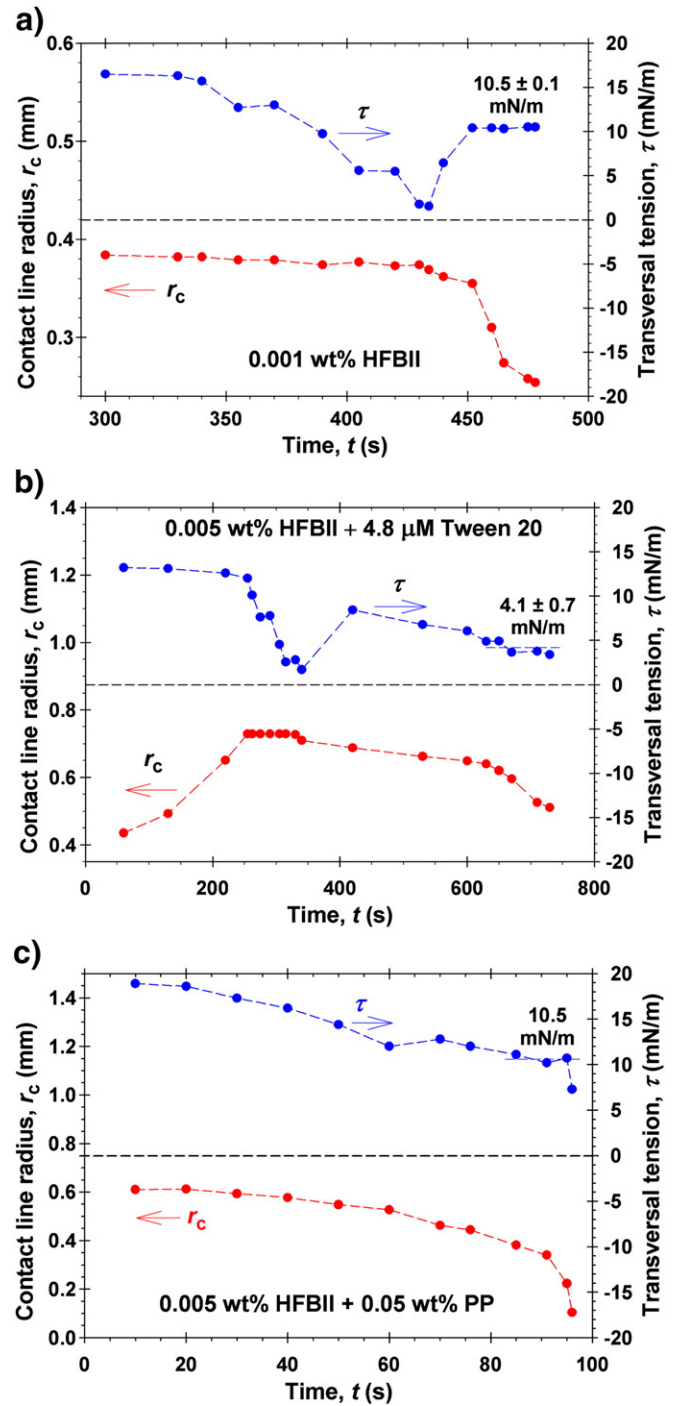 a)
0.6
0.5
0.4
0.3
Contact line radius, rc (mm)
20
15
10
5
0
-5
-10
-15
-20
Transversal tension, τ (mN/m)
10.5 ± 0.1
mN/m
τ
rc
0.001 wt% HFBII
300 350 400 450 500
Time, t (s)
b)
1.4
1.2
1.0
0.8
0.6
0.4
Contact line radius, rc (mm)
20
15
10
5
0
-5
-10
-15
-20
Transversal tension, τ (mN/m)
0.005 wt% HFBII + 4.8 μM Tween 20
τ
4.1 ± 0.7
mN/m
rc
0 200 400 600 800
Time, t (s)
c)
1.4
1.2
1.0
0.8
0.6
0.4
0.2
0.0
Contact line radius, rc (mm)
20
15
10
5
0
-5
-10
-15
-20
Transversal tension, τ (mN/m)
τ
10.5
mN/m
rc
0.005 wt% HFBII + 0.05 wt% PP
0 20 40 60 80 100
Time, t (s)